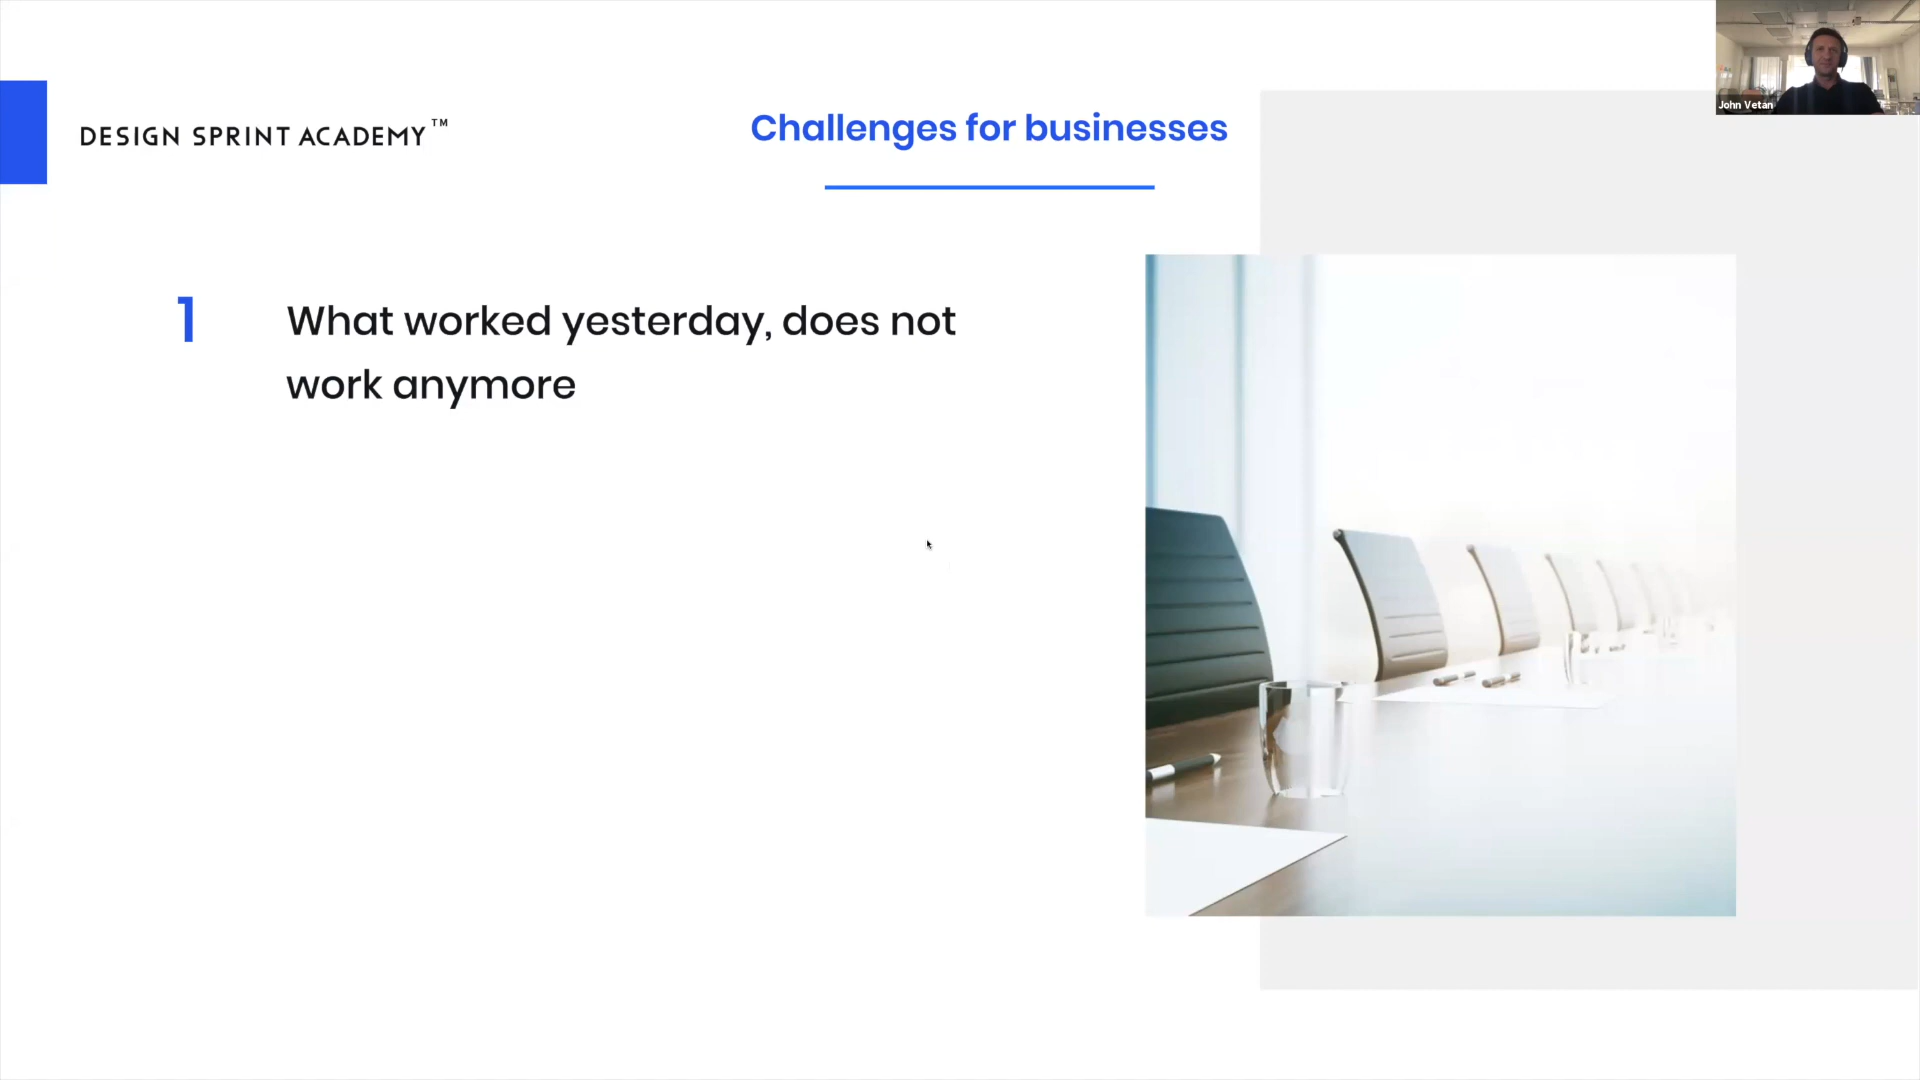 DESIGN SPRINT ACADEMY™
Challenges for businesses
John Vetan
1
What worked yesterday, does not
work anymore